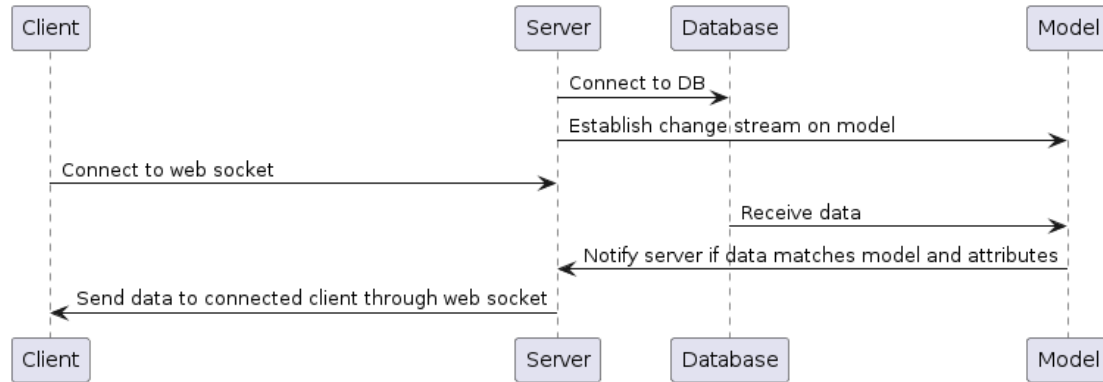 Client Server Database Model
Connect to DB
Establish change stream on model
Connect to web socket
Receive data
Notify server if data matches model and attributes
Send data to connected client through web socket
Client Server Database Model